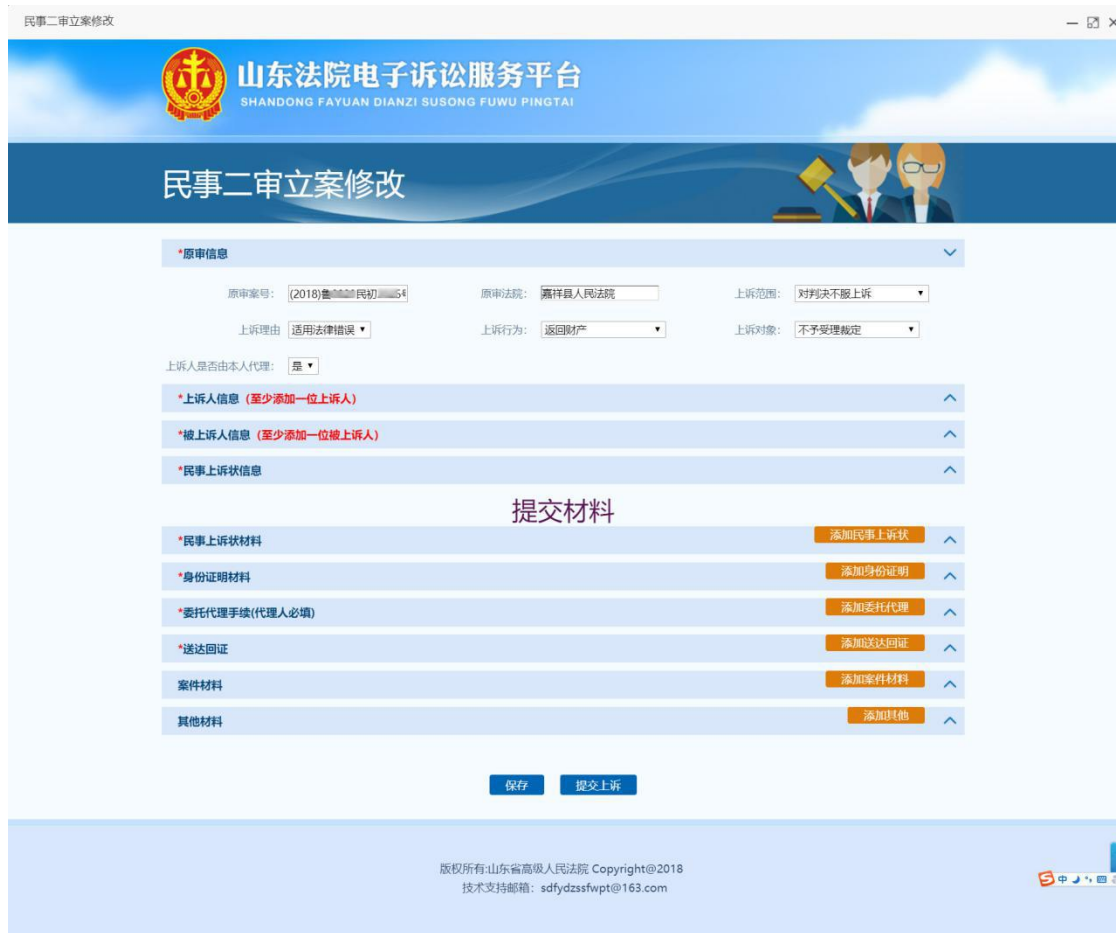 民事二审立案修改
山东法院电子诉讼服务平台
SHANDONG FAYUAN DIANZI SUSONG FUWU PINGTAI
民事二审立案修改
*原审信息
原审案号： (2018)鲁 民初 原审法院： 嘉祥县人民法院 上诉范围： 对判决不服上诉
上诉理由 适用法律错误 上诉行为： 返回财产 上诉对象： 不予受理裁定
上诉人是否由本人代理： 是
*上诉人信息（至少添加一位上诉人）
*被上诉人信息（至少添加一位被上诉人）
*民事上诉状信息
提交材料
*民事上诉状材料 添加民事上诉状
*身份证明材料 添加身份证明
*委托代理手续(代理人必填) 添加委托代理
*送达回证 添加送达回证
案件材料 添加案件材料
其他材料 添加其他
保存 提交上诉
版权所有:山东省高级人民法院 Copyright@2018
技术支持邮箱：sdfydzssfwpt@163.com
中